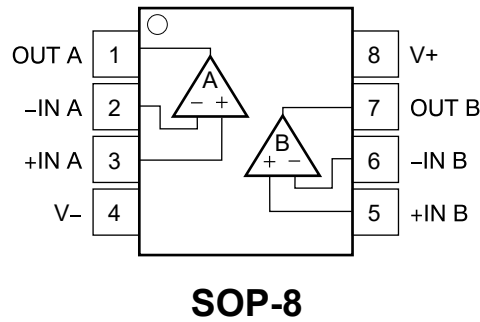 OUT A 1 8 V+
–IN A 2 7 OUT B
+IN A 3 6 –IN B
V– 4 5 +IN B
A
– +
B
+ –
SOP-8